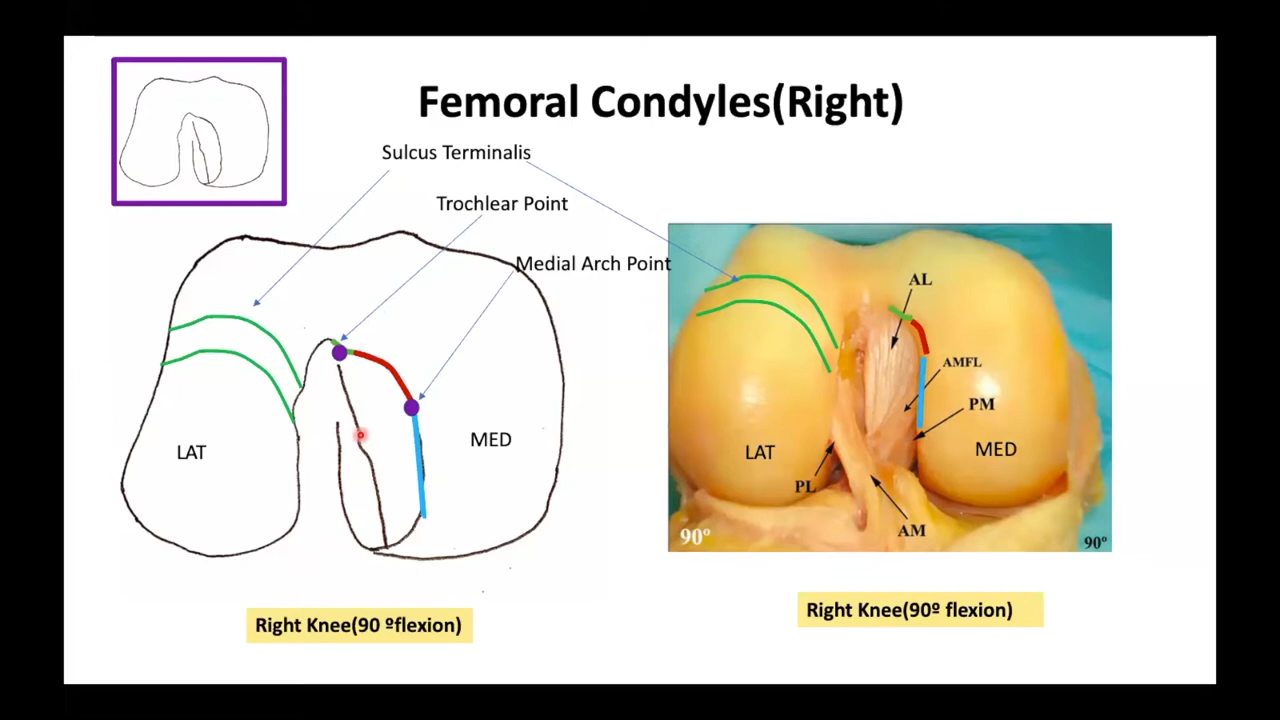 Femoral Condyles(Right)
Sulcus Terminalis
Trochlear Point
Medial Arch Point
LAT
MED
AL
AMFL
PM
LAT
MED
PL
AM
90º
90º
Right Knee(90 ºflexion)
Right Knee(90º flexion)